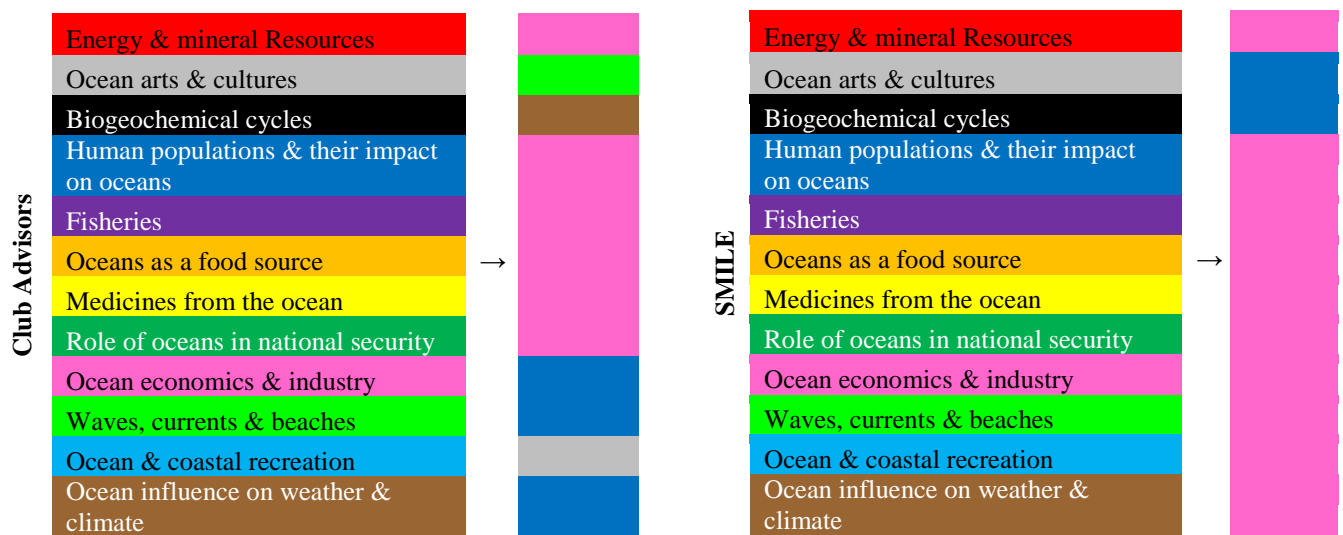 Club Advisors
Energy & mineral Resources
Ocean arts & cultures
Biogeochemical cycles
Human populations & their impact
on oceans
Fisheries
Oceans as a food source
→
Medicines from the ocean
Role of oceans in national security
Ocean economics & industry
Waves, currents & beaches
Ocean & coastal recreation
Ocean influence on weather &
climate
SMILE
Energy & mineral Resources
Ocean arts & cultures
Biogeochemical cycles
Human populations & their impact
on oceans
Fisheries
Oceans as a food source
→
Medicines from the ocean
Role of oceans in national security
Ocean economics & industry
Waves, currents & beaches
Ocean & coastal recreation
Ocean influence on weather &
climate